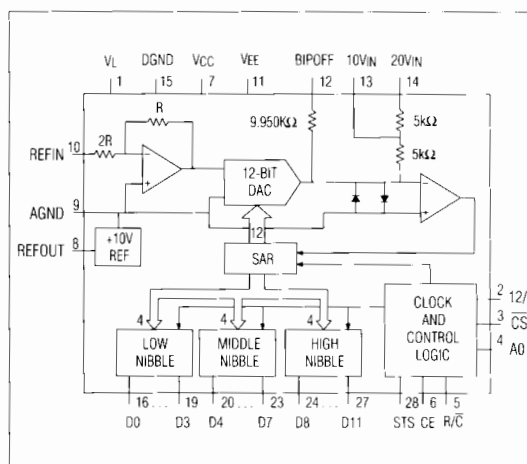 VL DGND VCC VEE BIPOFF 10VIN 20VIN
1 15 7 11 12 13 14
R 9.950KΩ 5kΩ
REFIN 10 2R 5kΩ
− +
12-BIT DAC
− +
AGND 9
REFOUT 8 +10V REF
12
SAR
4 4 4
CLOCK AND CONTROL LOGIC
2 12/
3 CS
4 A0
LOW NIBBLE MIDDLE NIBBLE HIGH NIBBLE
16 ... 19 20 ... 23 24 ... 27 28 6 5
D0 D3 D4 D7 D8 D11 STS CE R/C̅